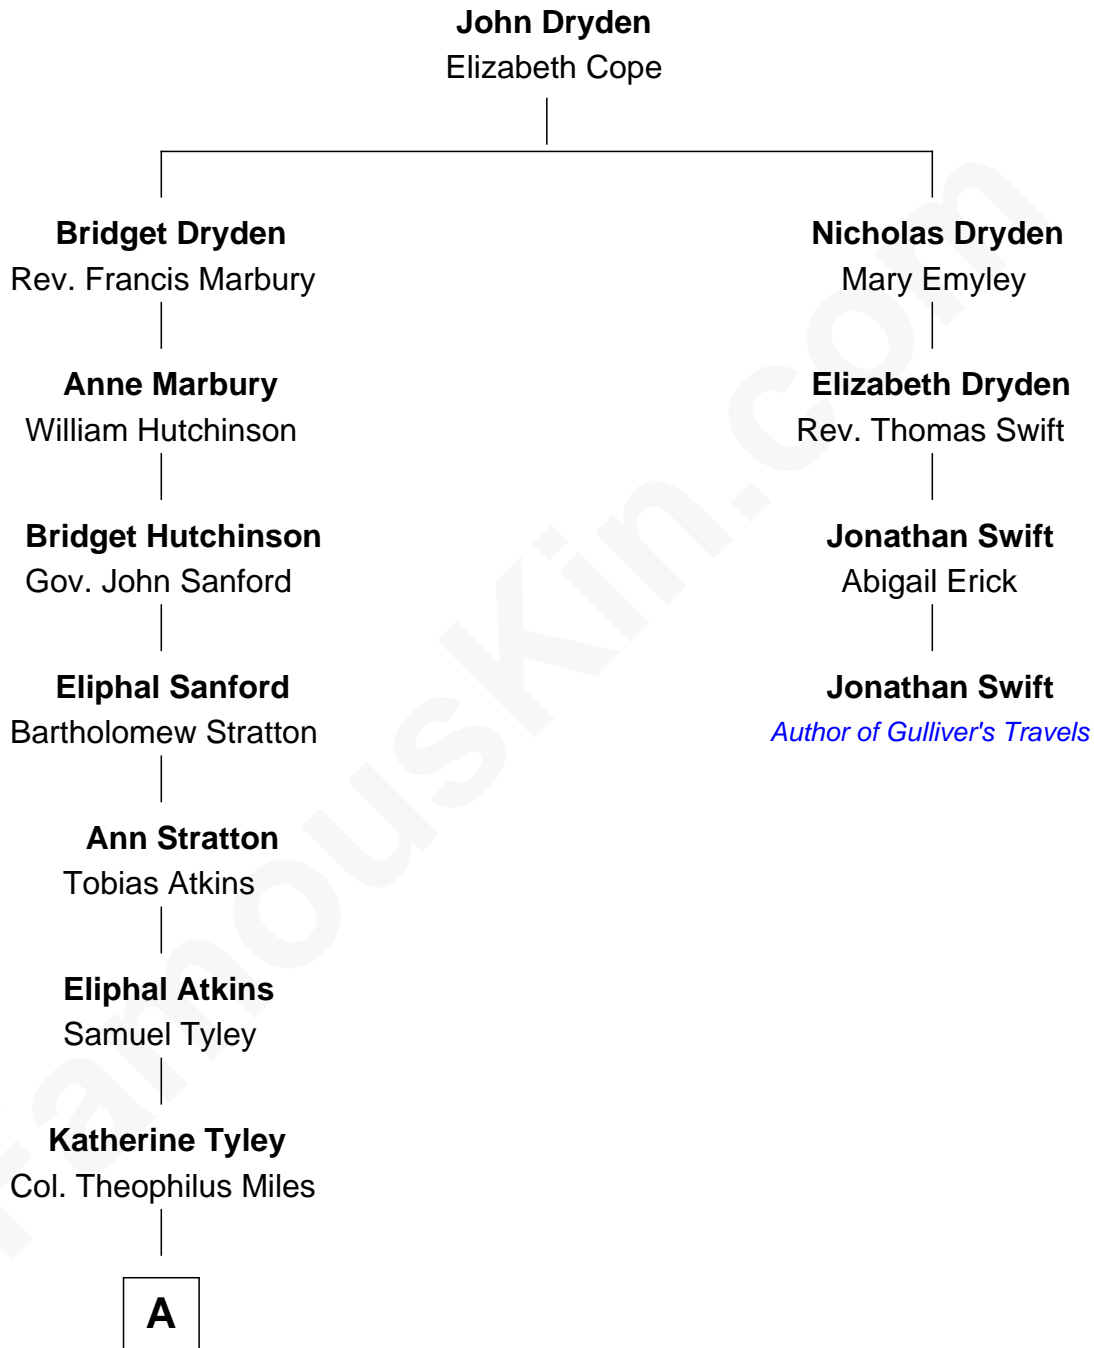 John Dryden
Elizabeth Cope
Bridget Dryden
Rev. Francis Marbury
Nicholas Dryden
Mary Emyley
Anne Marbury
William Hutchinson
Elizabeth Dryden
Rev. Thomas Swift
Bridget Hutchinson
Gov. John Sanford
Jonathan Swift
Abigail Erick
Eliphal Sanford
Bartholomew Stratton
Jonathan Swift
Author of Gulliver's Travels
Ann Stratton
Tobias Atkins
Eliphal Atkins
Samuel Tyley
Katherine Tyley
Col. Theophilus Miles
A
FamousKin.com